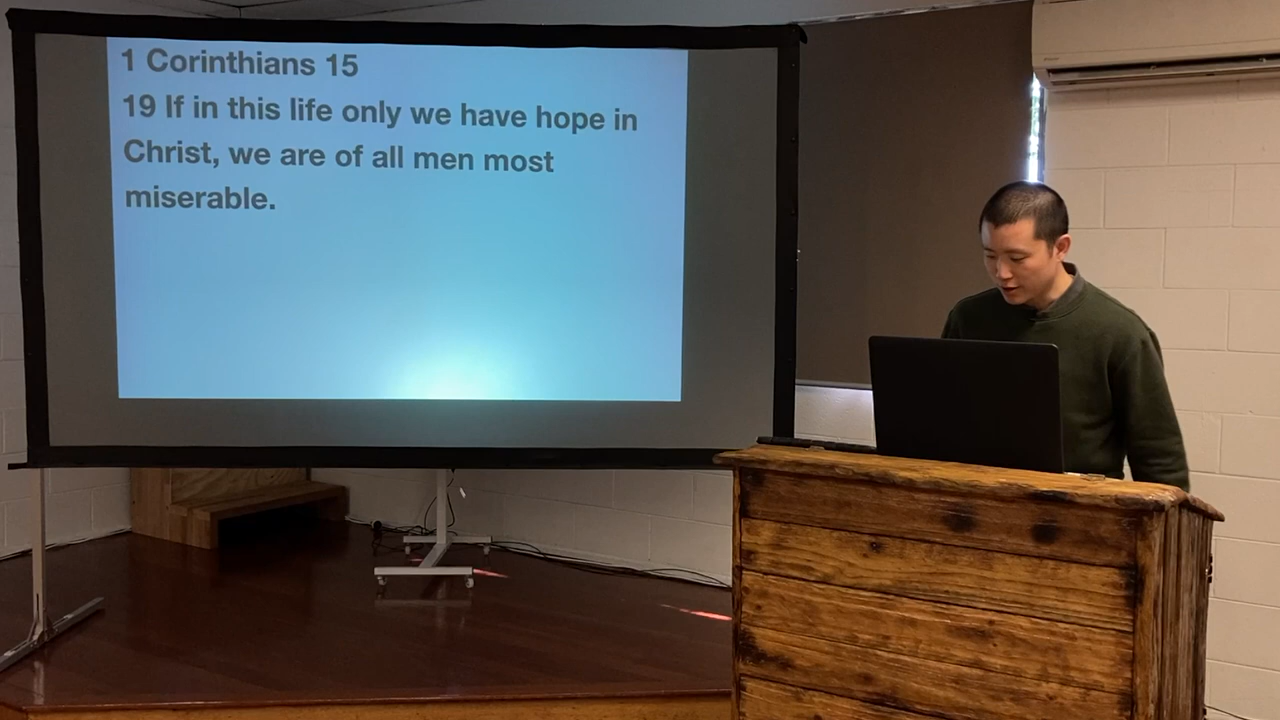 1 Corinthians 15
19 If in this life only we have hope in
Christ, we are of all men most
miserable.